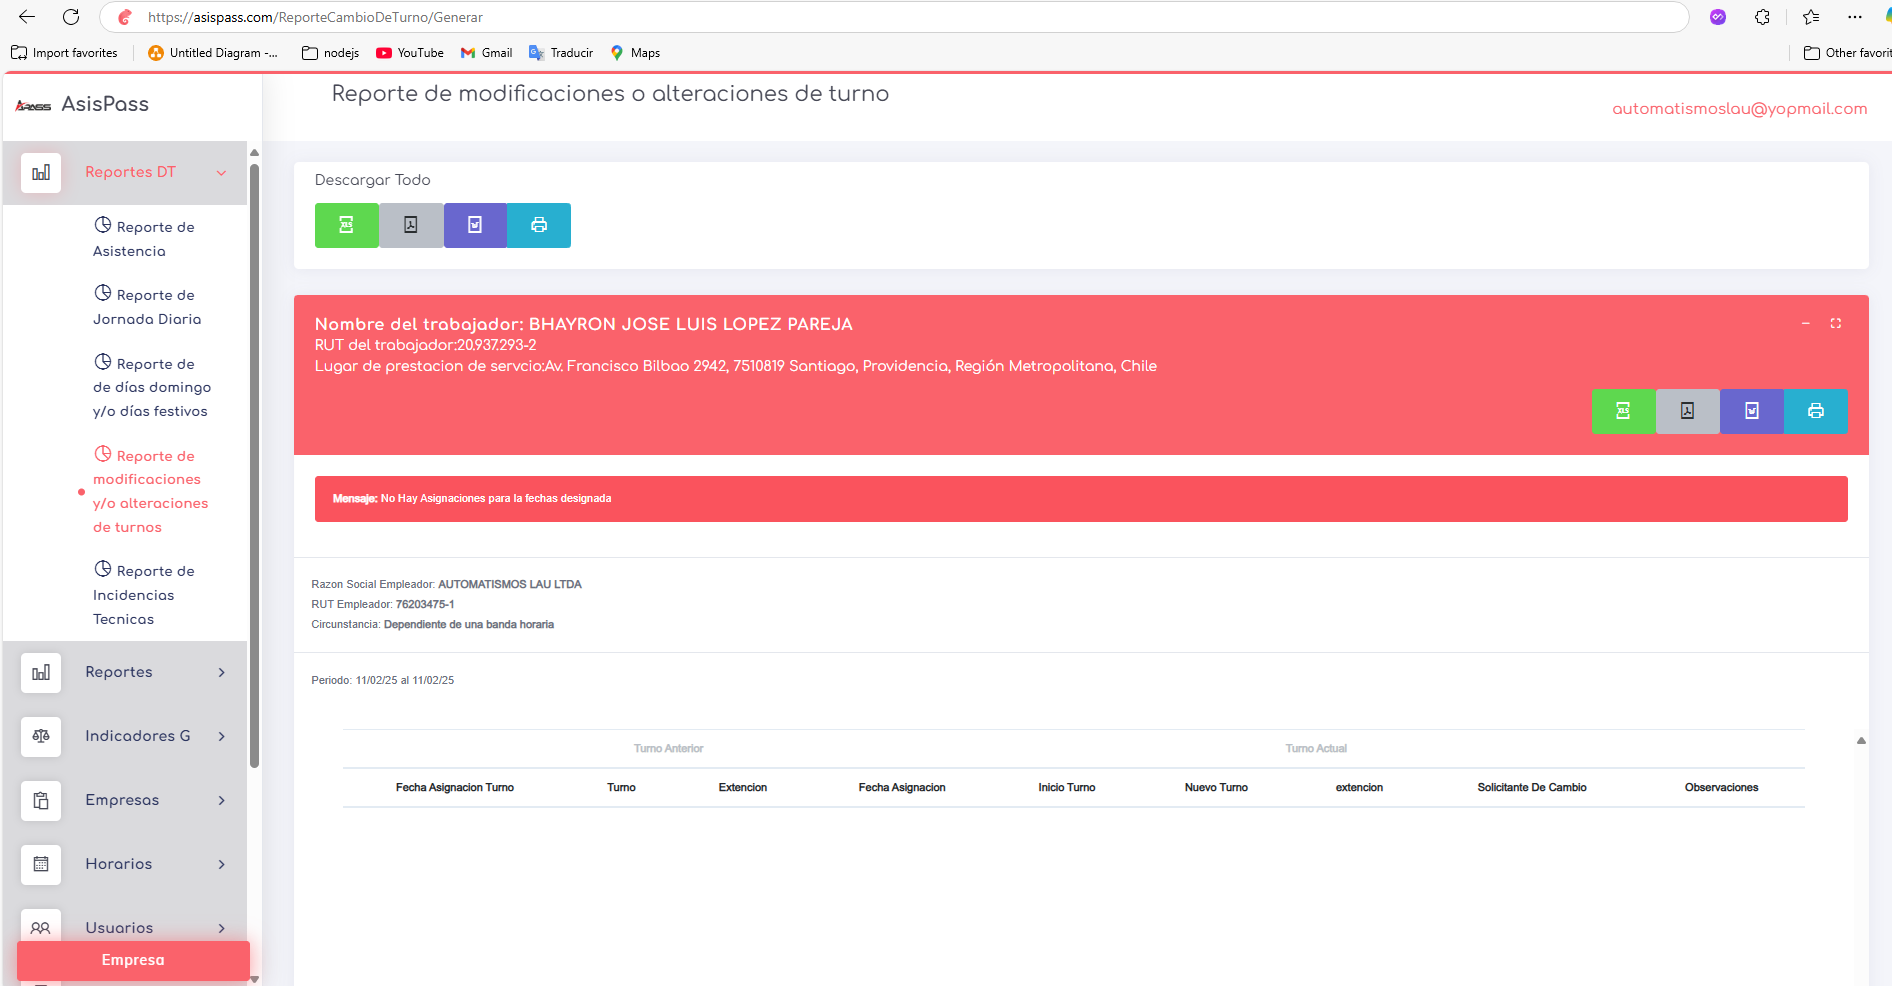 https://asispass.com/ReporteCambioDeTurno/Generar
Import favorites
Untitled Diagram -...
nodejs
YouTube
Gmail
Traducir
Maps
Other favorit
APASS AsisPass
Reporte de modificaciones o alteraciones de turno
automatismoslau@yopmail.com
Reportes DT
Reporte de
Asistencia
Reporte de
Jornada Diaria
Reporte de
de días domingo
y/o días festivos
Reporte de
modificaciones
y/o alteraciones
de turnos
Reporte de
Incidencias
Tecnicas
Reportes
Indicadores G
Empresas
Horarios
Usuarios
Empresa
Descargar Todo
XLS
Nombre del trabajador: BHAYRON JOSE LUIS LOPEZ PAREJA
RUT del trabajador:20.937.293-2
Lugar de prestacion de servcio:Av. Francisco Bilbao 2942, 7510819 Santiago, Providencia, Región Metropolitana, Chile
XLS
Mensaje: No Hay Asignaciones para la fechas designada
Razon Social Empleador: AUTOMATISMOS LAU LTDA
RUT Empleador: 76203475-1
Circunstancia: Dependiente de una banda horaria
Periodo: 11/02/25 al 11/02/25
Turno Anterior
Turno Actual
Fecha Asignacion Turno
Turno
Extencion
Fecha Asignacion
Inicio Turno
Nuevo Turno
extencion
Solicitante De Cambio
Observaciones